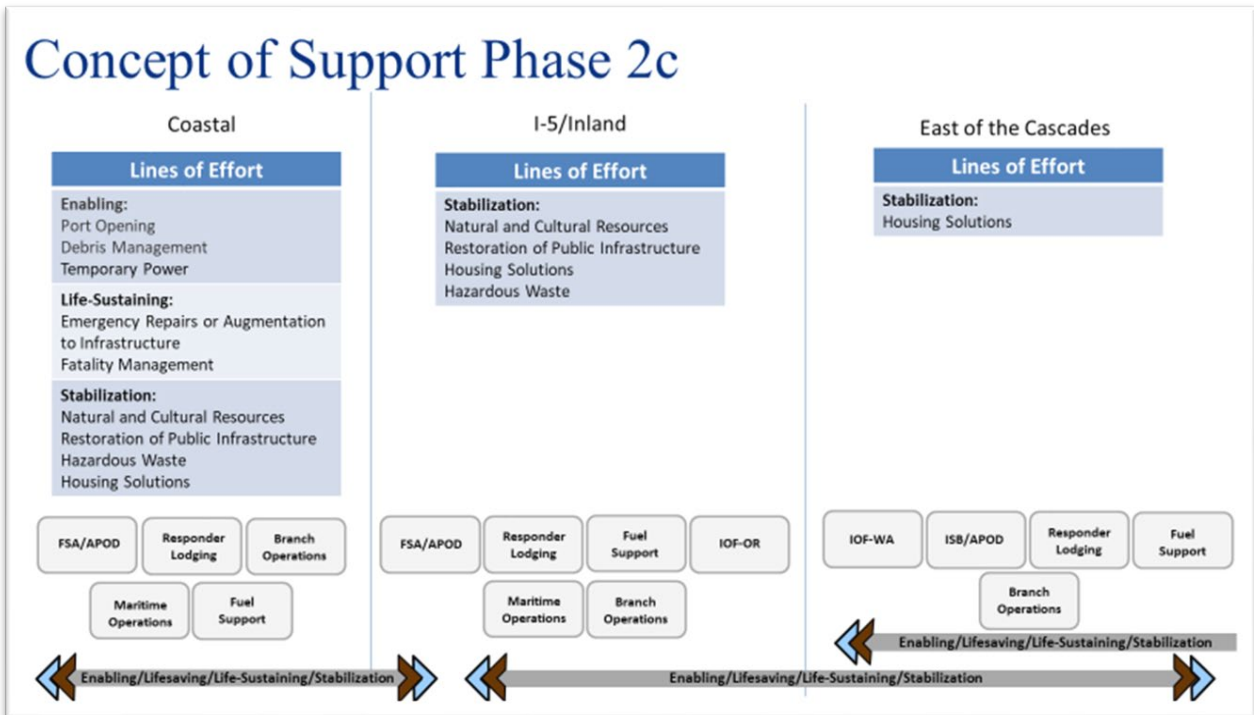 Concept of Support Phase 2c
Coastal
Lines of Effort
Enabling:
Port Opening
Debris Management
Temporary Power
Life-Sustaining:
Emergency Repairs or Augmentation
to Infrastructure
Fatality Management
Stabilization:
Natural and Cultural Resources
Restoration of Public Infrastructure
Hazardous Waste
Housing Solutions
FSA/APOD
Responder
Lodging
Branch
Operations
Maritime
Operations
Fuel
Support
Enabling/Lifesaving/Life-Sustaining/Stabilization
I-5/Inland
Lines of Effort
Stabilization:
Natural and Cultural Resources
Restoration of Public Infrastructure
Housing Solutions
Hazardous Waste
FSA/APOD
Responder
Lodging
Fuel
Support
IOF-OR
Maritime
Operations
Branch
Operations
Enabling/Lifesaving/Life-Sustaining/Stabilization
East of the Cascades
Lines of Effort
Stabilization:
Housing Solutions
IOF-WA
ISB/APOD
Responder
Lodging
Fuel
Support
Branch
Operations
Enabling/Lifesaving/Life-Sustaining/Stabilization